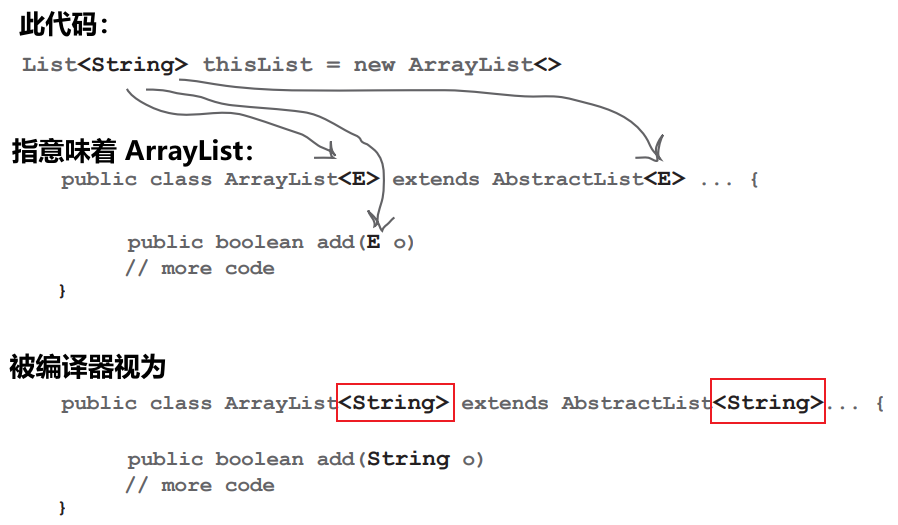 此代码：
List<String> thisList = new ArrayList<>
指意味着 ArrayList：
public class ArrayList<E> extends AbstractList<E> ... {
public boolean add(E o)
// more code
}
被编译器视为
public class ArrayList<String> extends AbstractList<String>... {
public boolean add(String o)
// more code
}